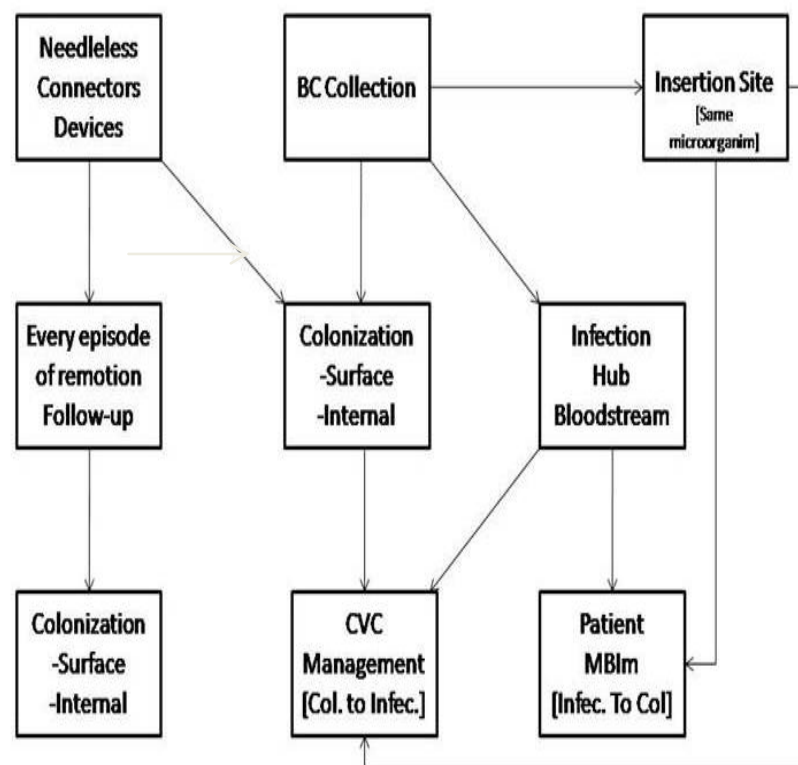 Needleless
Connectors
Devices
BC Collection
Insertion Site
[Same
microorganim]
Every episode
of remotion
Follow-up
Colonization
-Surface
-Internal
Infection
Hub
Bloodstream
Colonization
-Surface
-Internal
CVC
Management
[Col. to Infec.]
Patient
MBIm
[Infec. To Col]